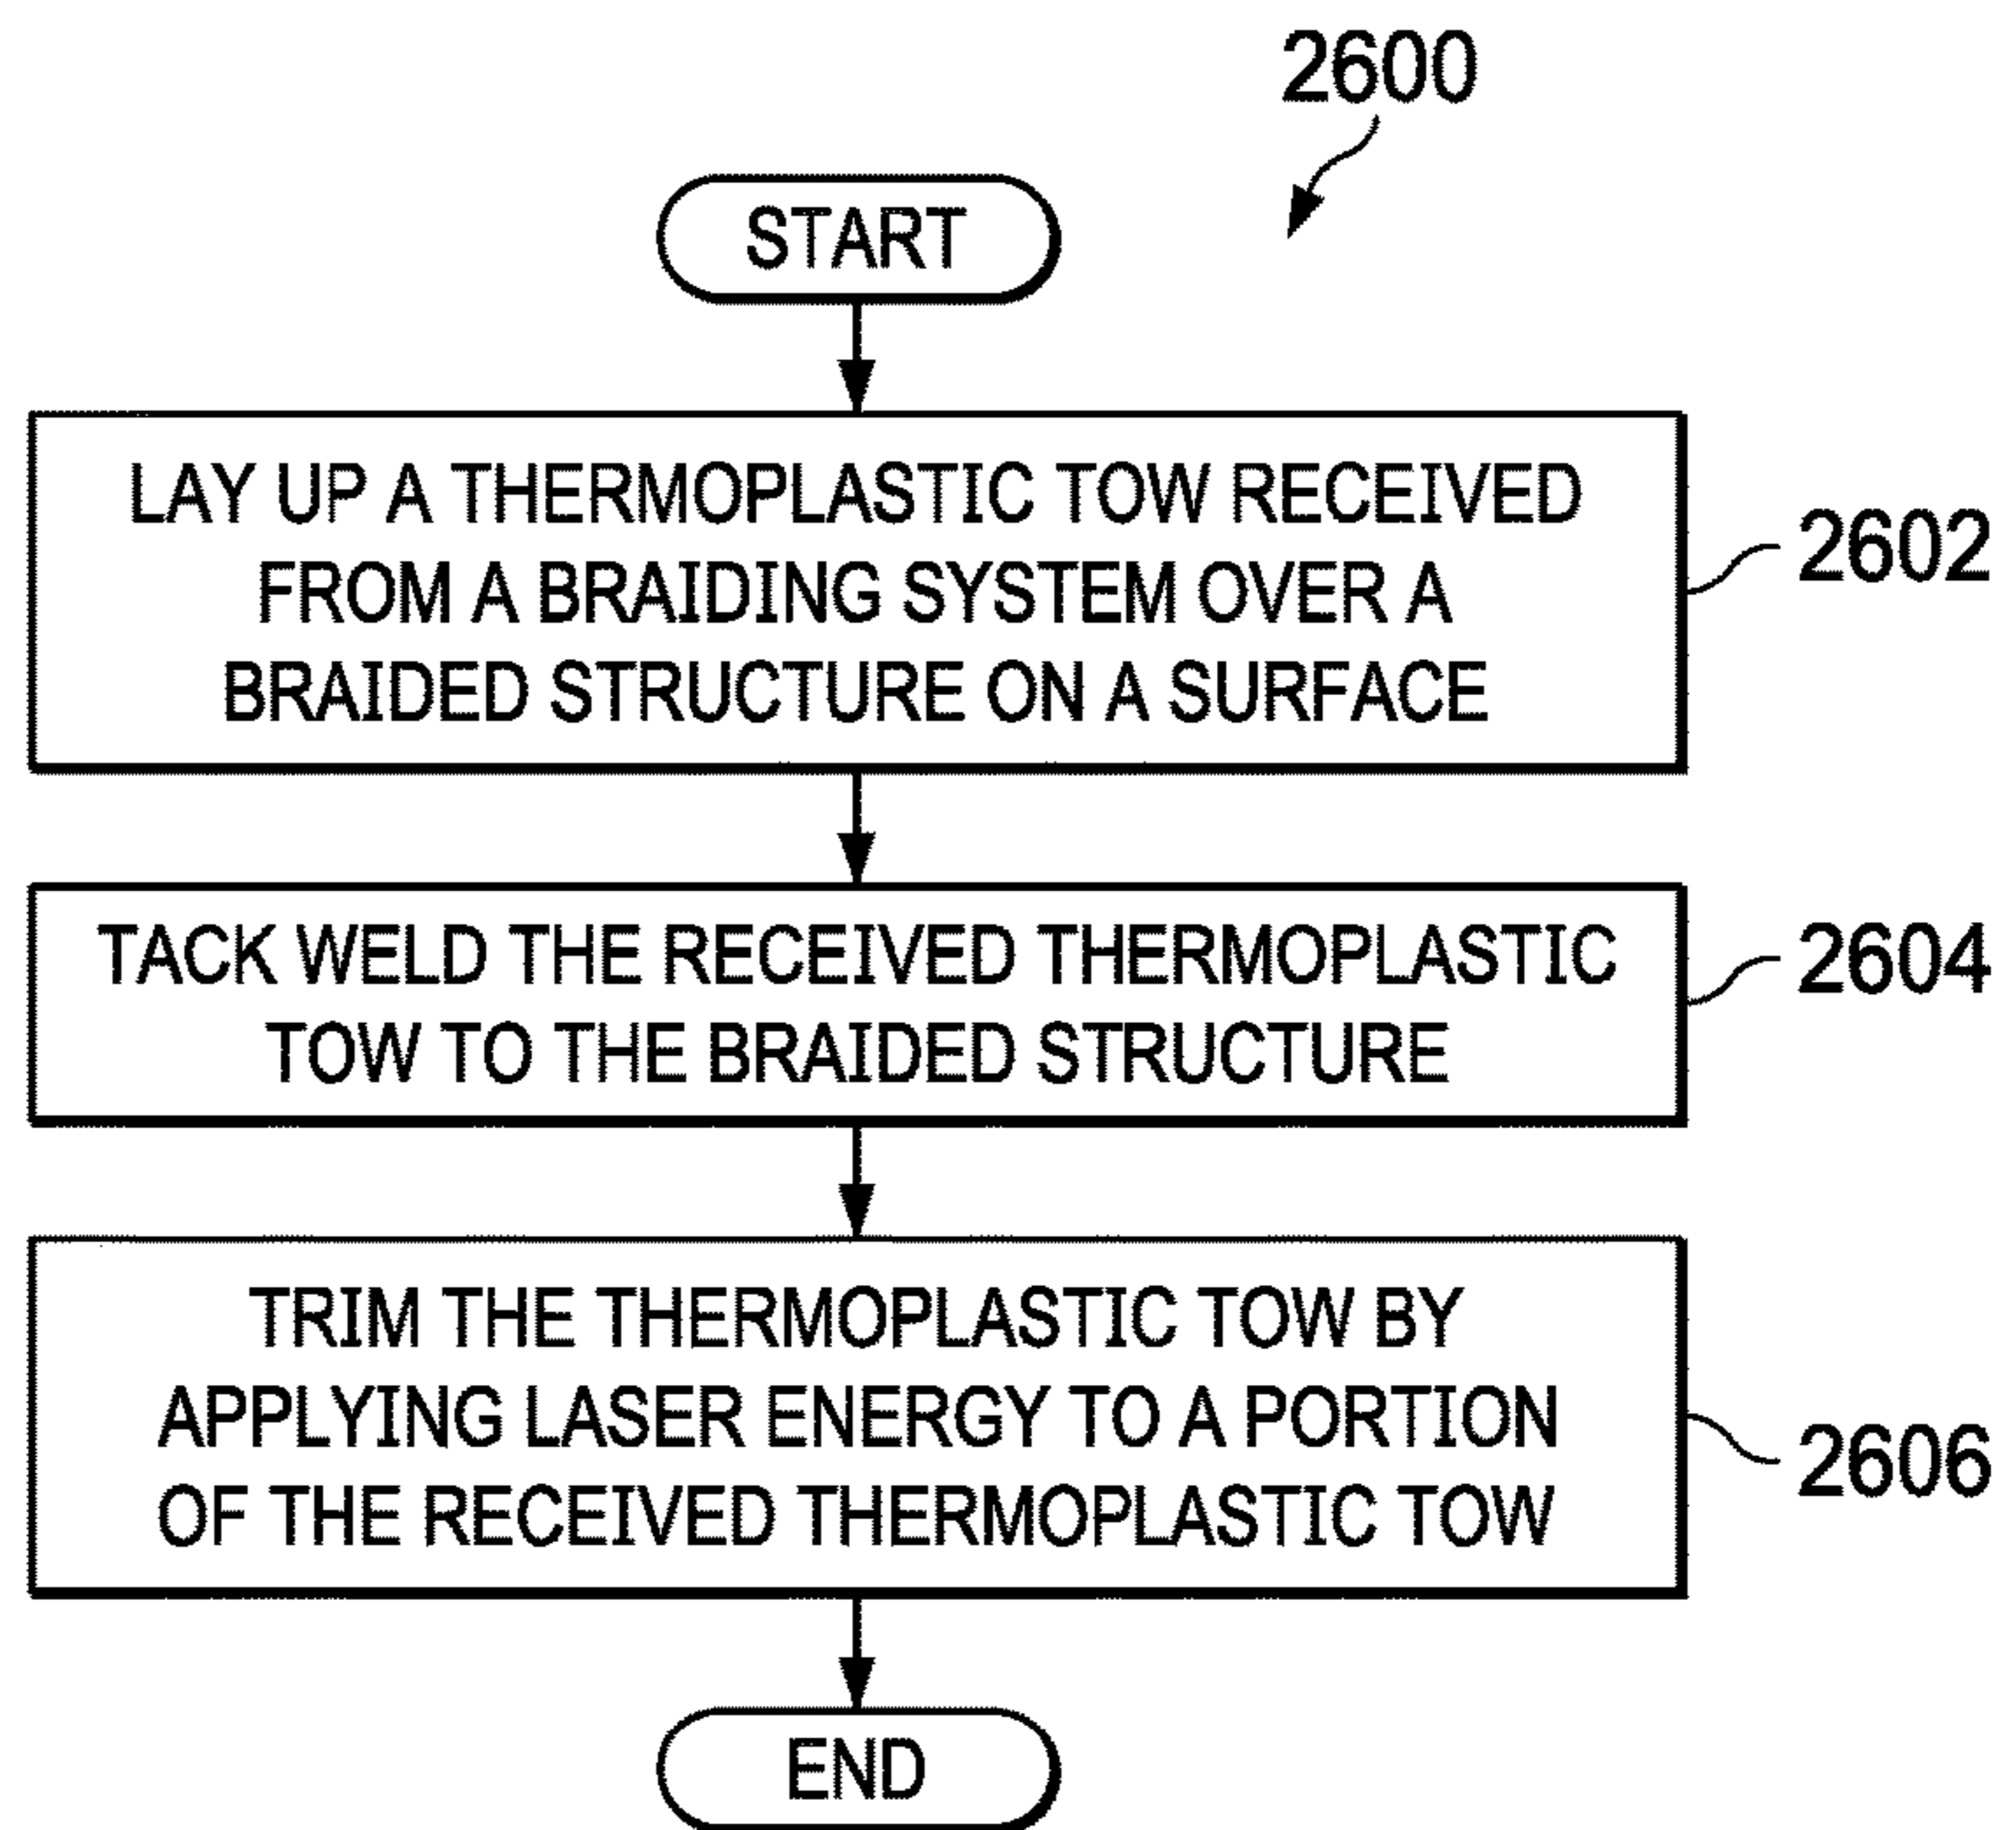 2600
START
LAY UP A THERMOPLASTIC TOW RECEIVED
FROM A BRAIDING SYSTEM OVER A
BRAIDED STRUCTURE ON A SURFACE
2602
TACK WELD THE RECEIVED THERMOPLASTIC
TOW TO THE BRAIDED STRUCTURE
2604
TRIM THE THERMOPLASTIC TOW BY
APPLYING LASER ENERGY TO A PORTION
OF THE RECEIVED THERMOPLASTIC TOW
2606
END